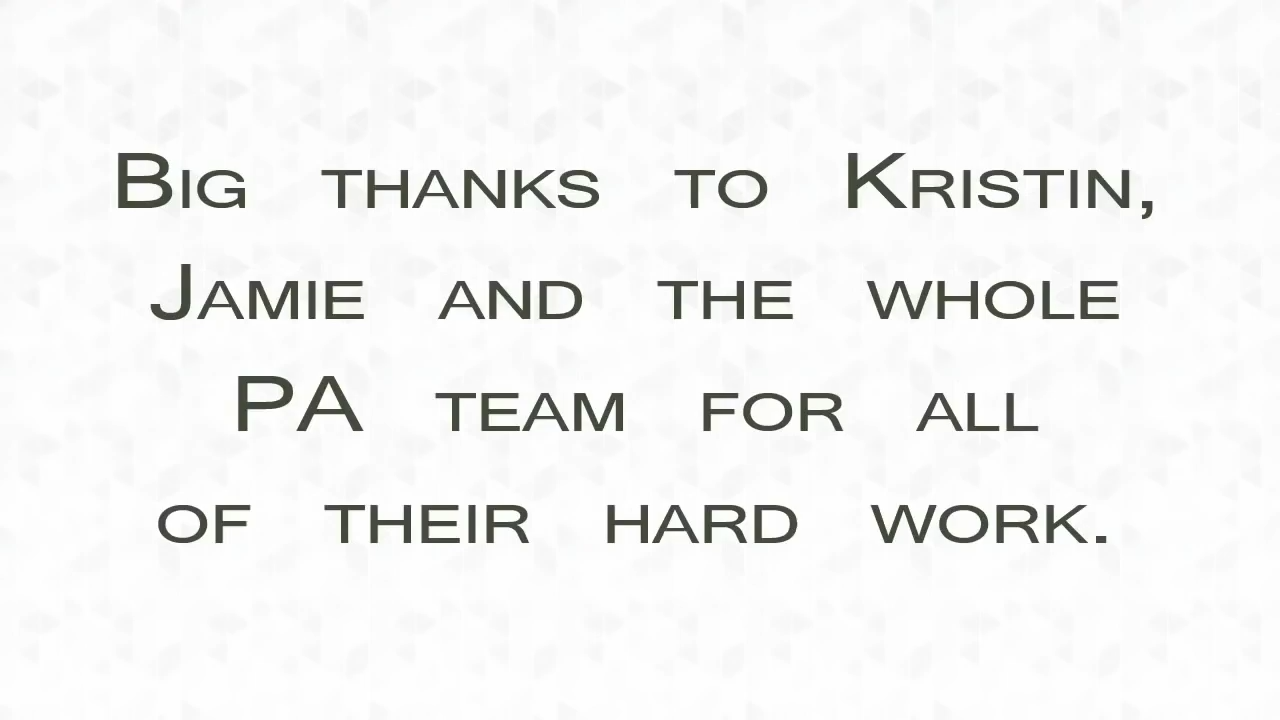 Big thanks to Kristin,
Jamie and the whole
PA team for all
of their hard work.